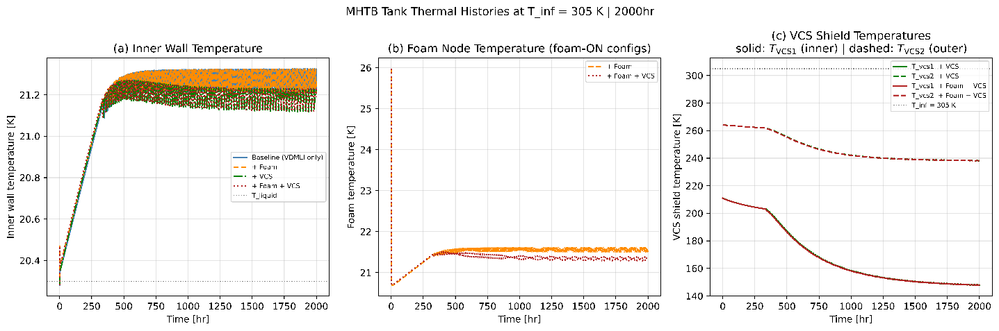 MHTB Tank Thermal Histories at T_inf = 305 K | 2000hr
(a) Inner Wall Temperature
Inner wall temperature [K]
21.2
21.0
20.8
20.6
20.4
Baseline (VDMLI only)
+ Foam
+ VCS
+ Foam + VCS
T_liquid
0 250 500 750 1000 1250 1500 1750 2000
Time [hr]
(b) Foam Node Temperature (foam-ON configs)
Foam temperature [K]
26
25
24
23
22
21
+ Foam
+ Foam + VCS
0 250 500 750 1000 1250 1500 1750 2000
Time [hr]
(c) VCS Shield Temperatures
solid: T_VCS1 (inner) | dashed: T_VCS2 (outer)
VCS shield temperature [K]
300
280
260
240
220
200
180
160
140
T_vcs1 + VCS
T_vcs2 + VCS
T_vcs1 + Foam + VCS
T_vcs2 + Foam + VCS
T_inf = 305 K
0 250 500 750 1000 1250 1500 1750 2000
Time [hr]